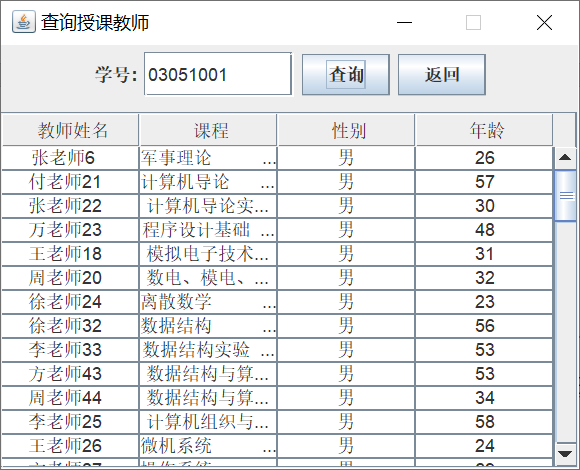 查询授课教师
学号: 03051001 查询 返回
教师姓名 课程 性别 年龄
张老师6 军事理论 ... 男 26
付老师21 计算机导论 ... 男 57
张老师22 计算机导论实... 男 30
万老师23 程序设计基础 ... 男 48
王老师18 模拟电子技术... 男 31
周老师20 数电、模电、... 男 32
徐老师24 离散数学 ... 男 23
徐老师32 数据结构 ... 男 56
李老师33 数据结构实验 ... 男 53
方老师43 数据结构与算... 男 53
周老师44 数据结构与算... 男 34
李老师25 计算机组织与... 男 58
王老师26 微机系统 ... 男 24